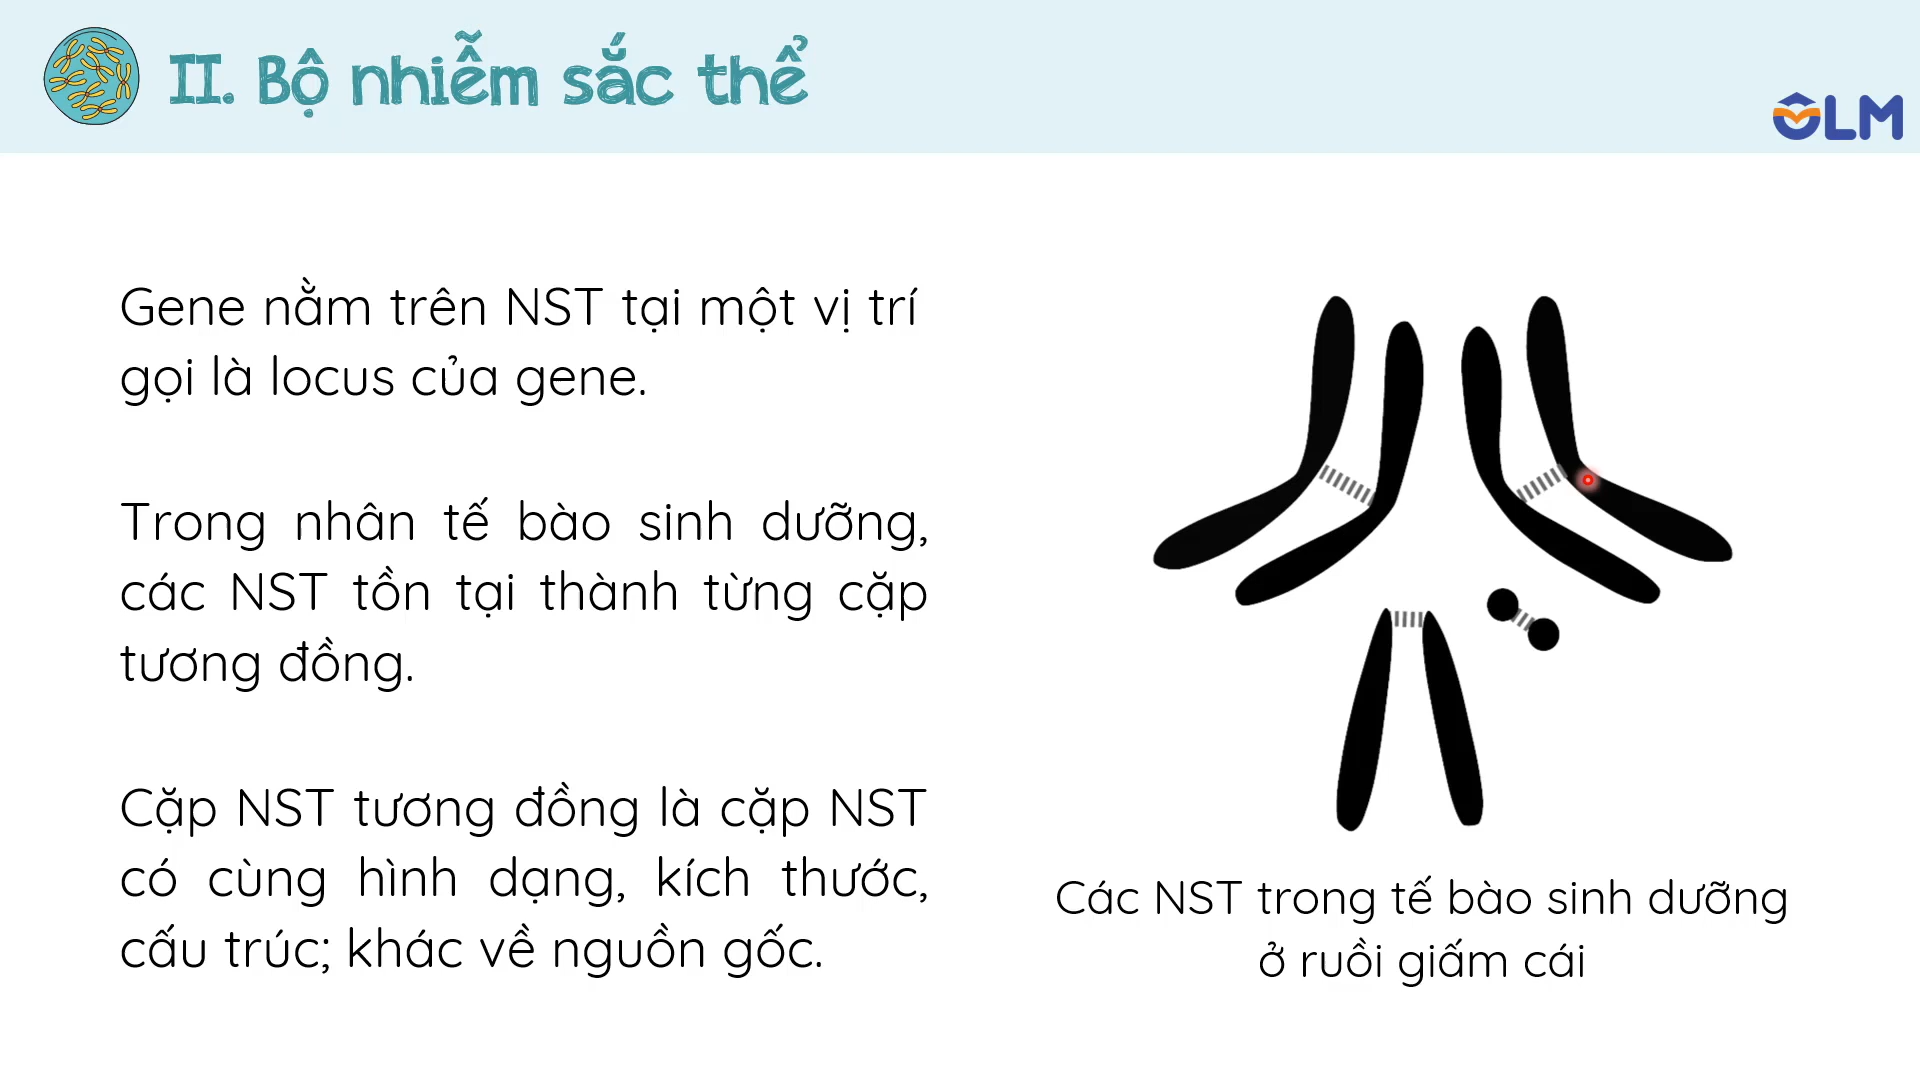 II. Bộ nhiễm sắc thể
OLM
Gene nằm trên NST tại một vị trí
gọi là locus của gene.
Trong nhân tế bào sinh dưỡng,
các NST tồn tại thành từng cặp
tương đồng.
Cặp NST tương đồng là cặp NST
có cùng hình dạng, kích thước,
cấu trúc; khác về nguồn gốc.
Các NST trong tế bào sinh dưỡng
ở ruồi giấm cái